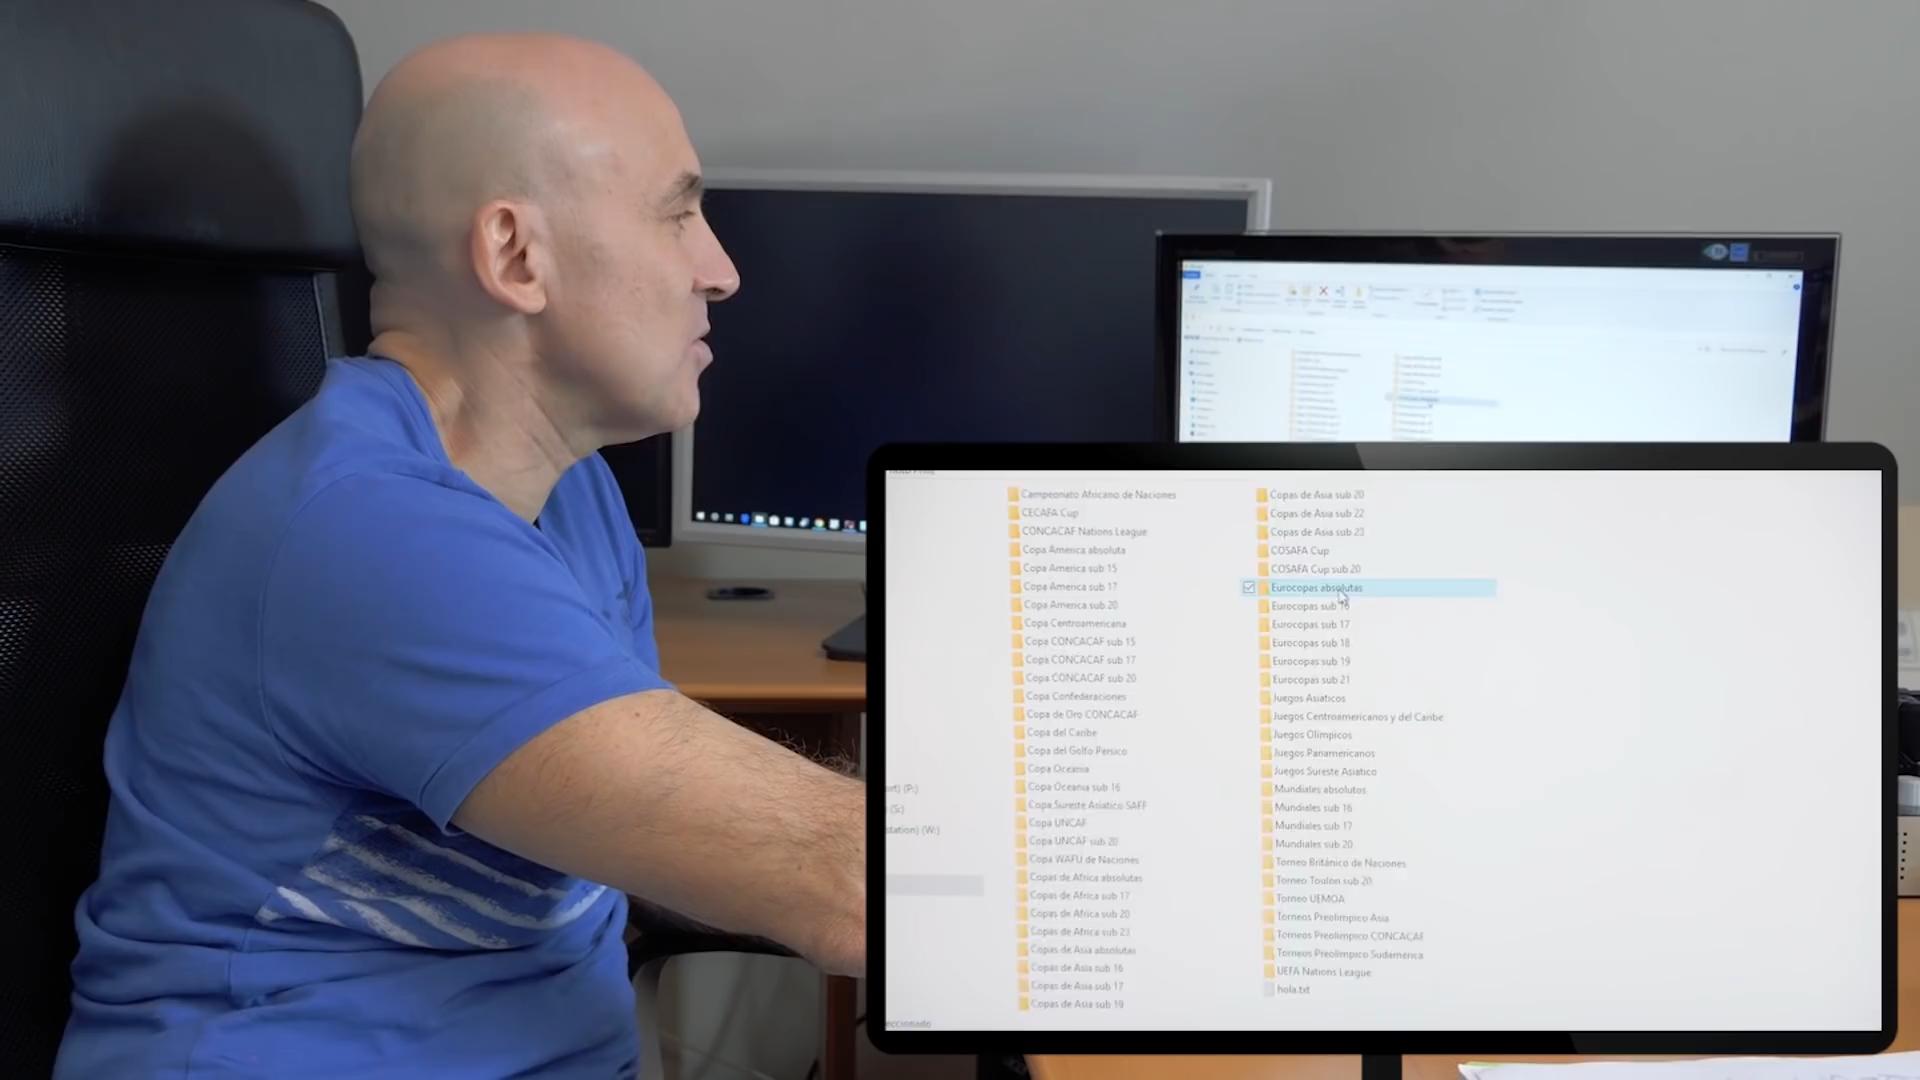 Campeonato Africano de Naciones
CECAFA Cup
CONCACAF Nations League
Copa America absoluta
Copa America sub 15
Copa America sub 17
Copa America sub 20
Copa Centroamericana
Copa CONCACAF sub 15
Copa CONCACAF sub 17
Copa CONCACAF sub 20
Copa Confederaciones
Copa de Oro CONCACAF
Copa del Caribe
Copa del Golfo Persico
Copa Oceania
Copa Oceania sub 16
Copa Sureste Asiatico SAFF
Copa UNCAF
Copa UNCAF sub 20
Copa WAFU de Naciones
Copas de Africa absolutas
Copas de Africa sub 17
Copas de Africa sub 20
Copas de Africa sub 23
Copas de Asia absolutas
Copas de Asia sub 16
Copas de Asia sub 17
Copas de Asia sub 19
Copas de Asia sub 20
Copas de Asia sub 22
Copas de Asia sub 23
COSAFA Cup
COSAFA Cup sub 20
Eurocopas absolutas
Eurocopas sub 16
Eurocopas sub 17
Eurocopas sub 18
Eurocopas sub 19
Eurocopas sub 21
Juegos Asiaticos
Juegos Centroamericanos y del Caribe
Juegos Olimpicos
Juegos Panamericanos
Juegos Sureste Asiatico
Mundiales absolutos
Mundiales sub 16
Mundiales sub 17
Mundiales sub 20
Torneo Británico de Naciones
Torneo Toulon sub 20
Torneo UEMOA
Torneos Preolimpico Asia
Torneos Preolimpico CONCACAF
Torneos Preolimpico Sudamerica
UEFA Nations League
hola.txt
ort) (P:)
(S:)
station) (W:)
eccionado